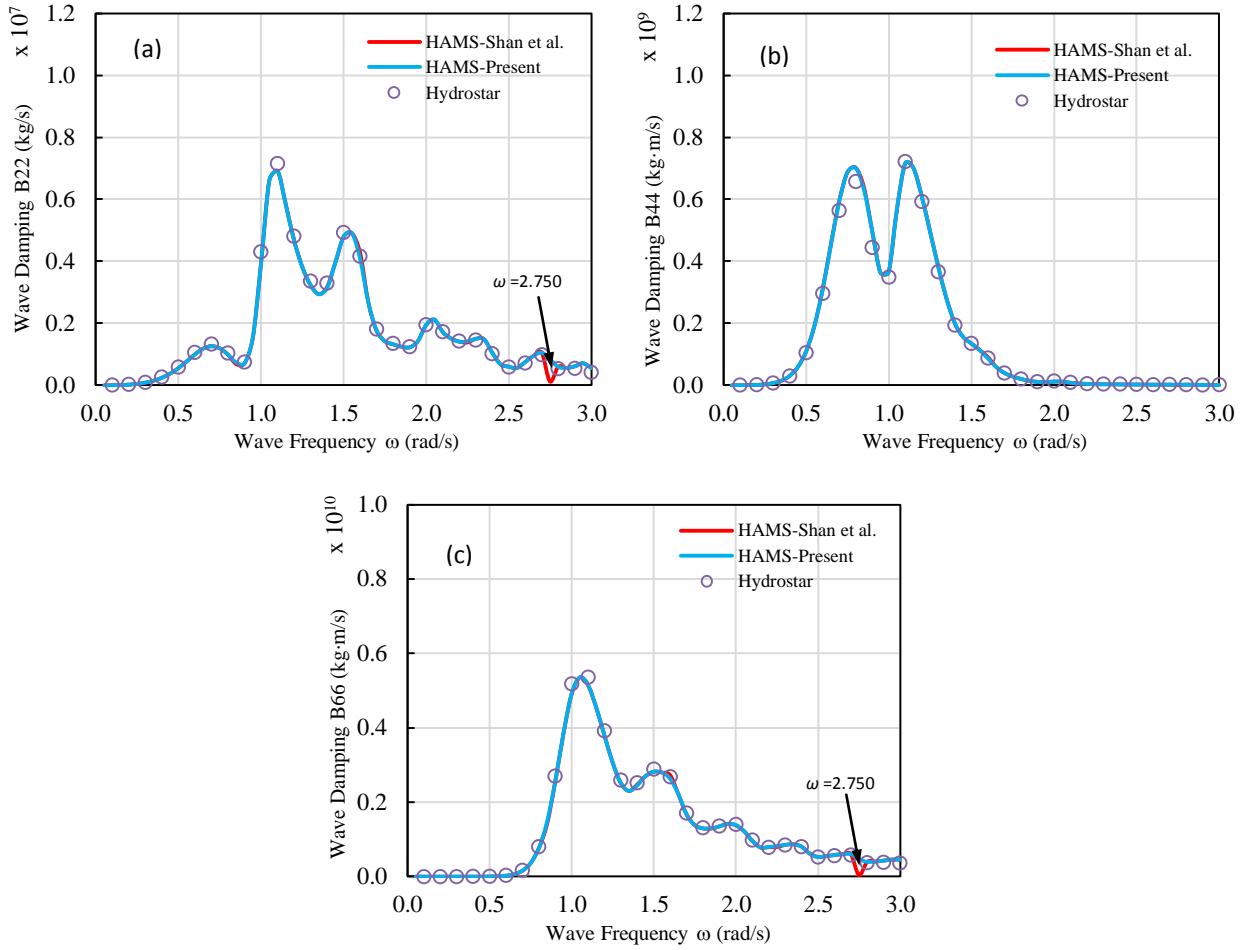 x 10⁷
Wave Damping B22 (kg/s)
1.2
1.0
0.8
0.6
0.4
0.2
0.0
(a)
HAMS-Shan et al.
HAMS-Present
Hydrostar
ω =2.750
0.0 0.5 1.0 1.5 2.0 2.5 3.0
Wave Frequency ω (rad/s)
x 10⁹
Wave Damping B44 (kg·m/s)
1.2
1.0
0.8
0.6
0.4
0.2
0.0
(b)
HAMS-Shan et al.
HAMS-Present
Hydrostar
0.0 0.5 1.0 1.5 2.0 2.5 3.0
Wave Frequency ω (rad/s)
x 10¹⁰
Wave Damping B66 (kg·m/s)
1.0
0.8
0.6
0.4
0.2
0.0
(c)
HAMS-Shan et al.
HAMS-Present
Hydrostar
ω =2.750
0.0 0.5 1.0 1.5 2.0 2.5 3.0
Wave Frequency ω (rad/s)